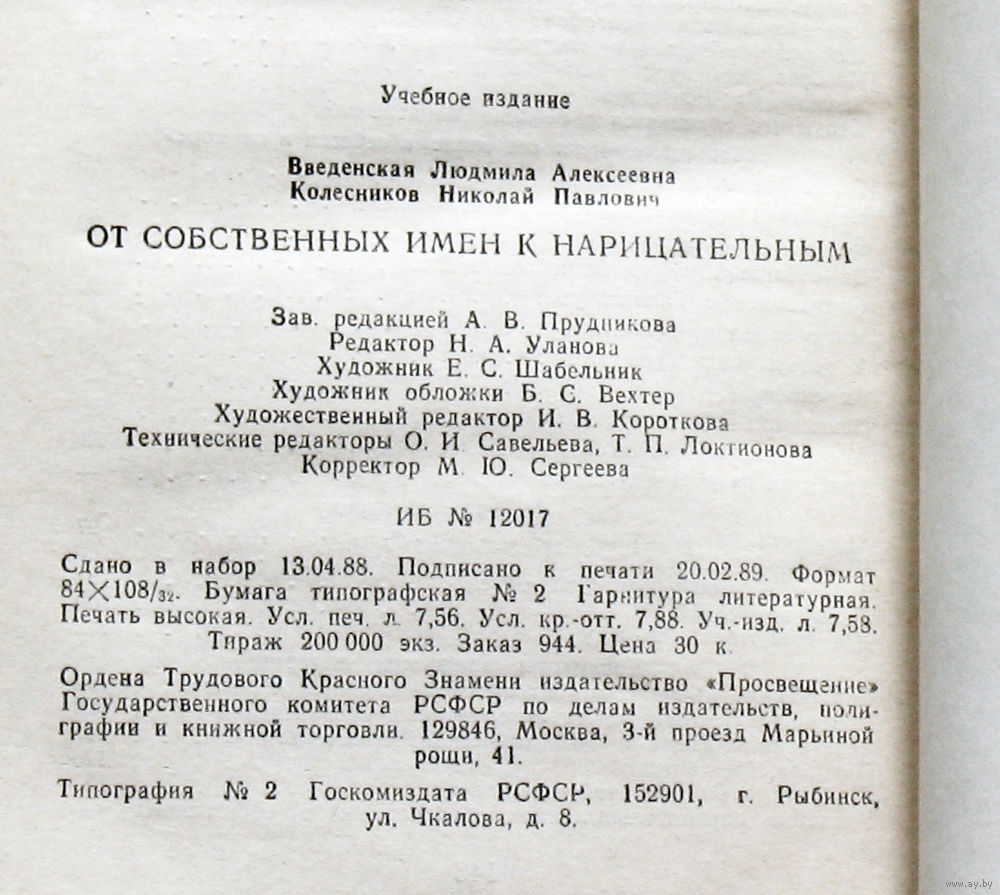 Учебное издание
Введенская Людмила Алексеевна
Колесников Николай Павлович
ОТ СОБСТВЕННЫХ ИМЕН К НАРИЦАТЕЛЬНЫМ
Зав. редакцией А. В. Прудникова
Редактор Н. А. Уланова
Художник Е. С. Шабельник
Художник обложки Б. С. Вехтер
Художественный редактор И. В. Короткова
Технические редакторы О. И. Савельева, Т. П. Локтионова
Корректор М. Ю. Сергеева
ИБ № 12017
Сдано в набор 13.04.88. Подписано к печати 20.02.89. Формат
84×108/32. Бумага типографская № 2 Гарнитура литературная.
Печать высокая. Усл. печ. л. 7,56. Усл. кр.-отт. 7,88. Уч.-изд. л. 7,58.
Тираж 200 000 экз. Заказ 944. Цена 30 к.
Ордена Трудового Красного Знамени издательство «Просвещение»
Государственного комитета РСФСР по делам издательств, поли-
графии и книжной торговли. 129846, Москва, 3-й проезд Марьиной
рощи, 41.
Типография № 2 Госкомиздата РСФСР, 152901, г. Рыбинск,
ул. Чкалова, д. 8.
www.ay.by